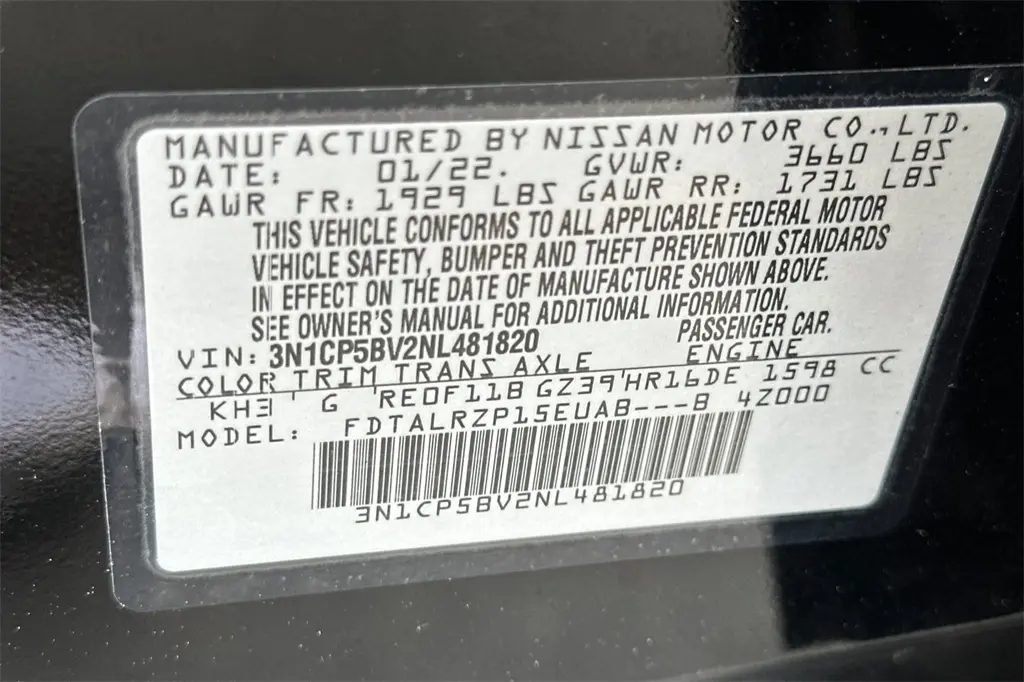 MANUFACTURED BY NISSAN MOTOR CO., LTD.
DATE: 01/22. GVWR: 3660 LBS
GAWR FR: 1929 LBS GAWR RR: 1731 LBS
THIS VEHICLE CONFORMS TO ALL APPLICABLE FEDERAL MOTOR
VEHICLE SAFETY, BUMPER AND THEFT PREVENTION STANDARDS
IN EFFECT ON THE DATE OF MANUFACTURE SHOWN ABOVE.
SEE OWNER'S MANUAL FOR ADDITIONAL INFORMATION.
VIN: 3N1CP5BV2NL481820 PASSENGER CAR.
COLOR TRIM TRANS AXLE ENGINE
KH3 ' G 'RE0F11B GZ39'HR16DE 1598 CC
MODEL: FDTALRZP15EUAB---B 4Z000
3N1CP5BV2NL481820